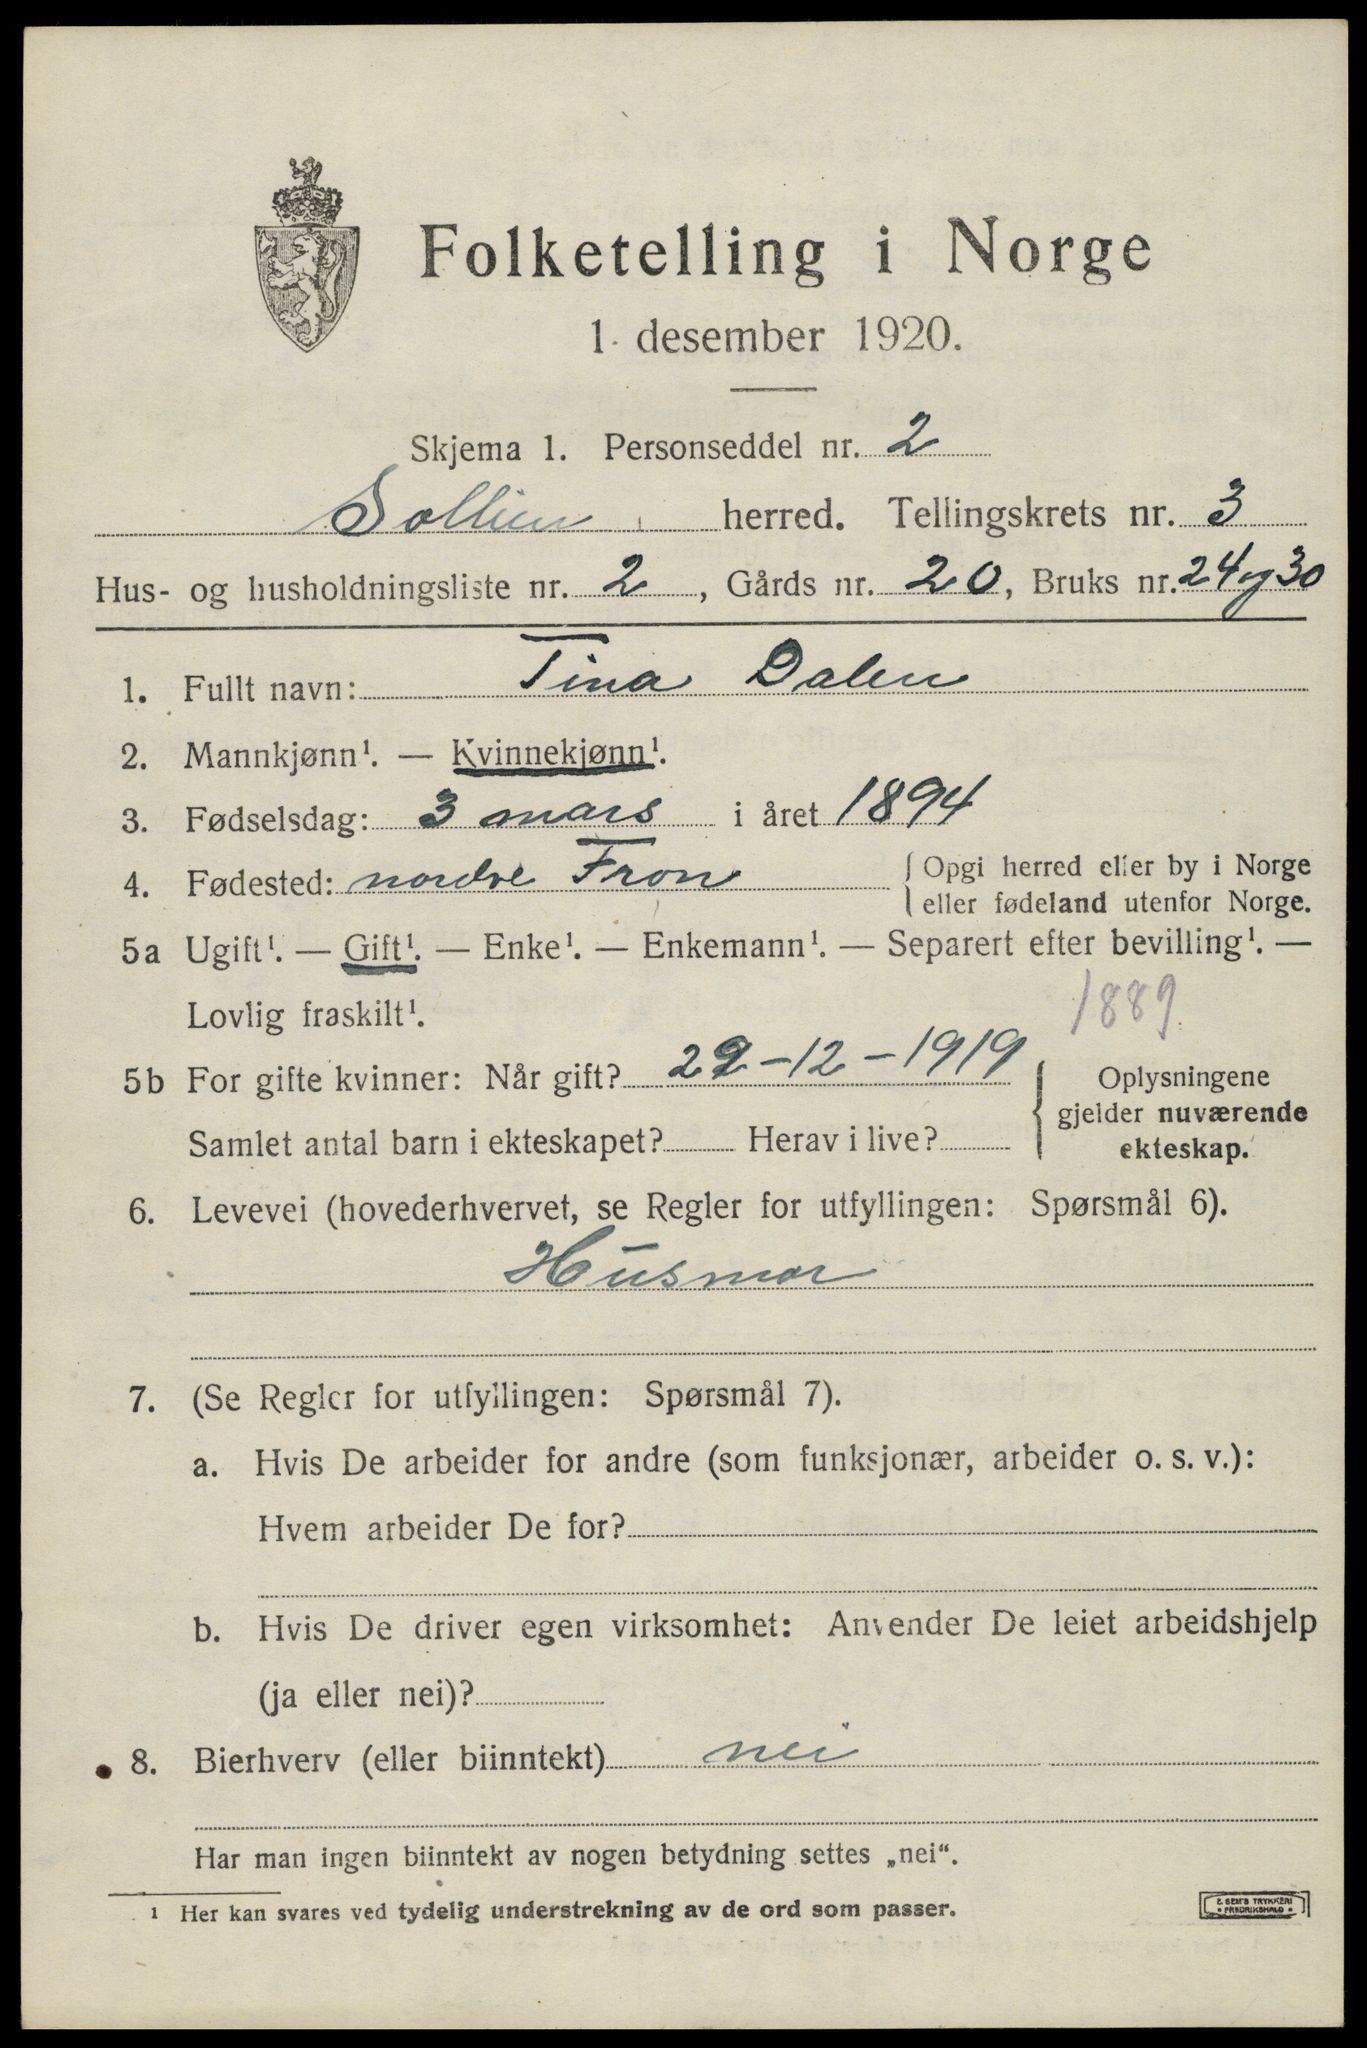 Folketelling i Norge
1. desember 1920.
Skjema 1. Personseddel nr. 2
Sollien herred. Tellingskrets nr. 3
Hus- og husholdningsliste nr. 2, Gårds nr. 20, Bruks nr. 24 og 30
1. Fullt navn: Tina Dalen
2. Mannkjønn¹. — Kvinnekjønn¹.
3. Fødselsdag: 3 mars i året 1894
4. Fødested: nordre Fron { Opgi herred eller by i Norge
eller fødeland utenfor Norge.
5a Ugift¹. — Gift¹. — Enke¹. — Enkemann¹. — Separert efter bevilling¹. —
Lovlig fraskilt¹. 1889
5b For gifte kvinner: Når gift? 29-12-1919 { Oplysningene
gjelder nuværende
Samlet antal barn i ekteskapet? Herav i live? ekteskap.
6. Levevei (hovederhvervet, se Regler for utfyllingen: Spørsmål 6).
Husmor
7. (Se Regler for utfyllingen: Spørsmål 7).
a. Hvis De arbeider for andre (som funksjonær, arbeider o. s. v.):
Hvem arbeider De for?
b. Hvis De driver egen virksomhet: Anvender De leiet arbeidshjelp
(ja eller nei)?
8. Bierhverv (eller biinntekt) nei
Har man ingen biinntekt av nogen betydning settes „nei“.
¹ Her kan svares ved tydelig understrekning av de ord som passer.
E. SEM'S TRYKKERI
• FREDRIKSHALD •